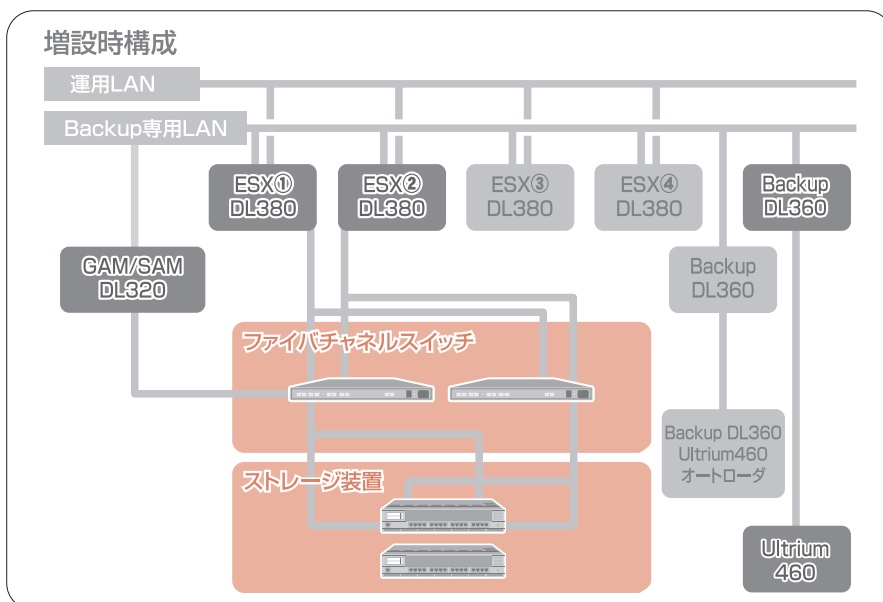 増設時構成
運用LAN
Backup専用LAN
ESX①
DL380
ESX②
DL380
ESX③
DL380
ESX④
DL380
Backup
DL360
GAM/SAM
DL320
Backup
DL360
ファイバチャネルスイッチ
Backup DL360
Ultrium460
オートローダ
ストレージ装置
Ultrium
460